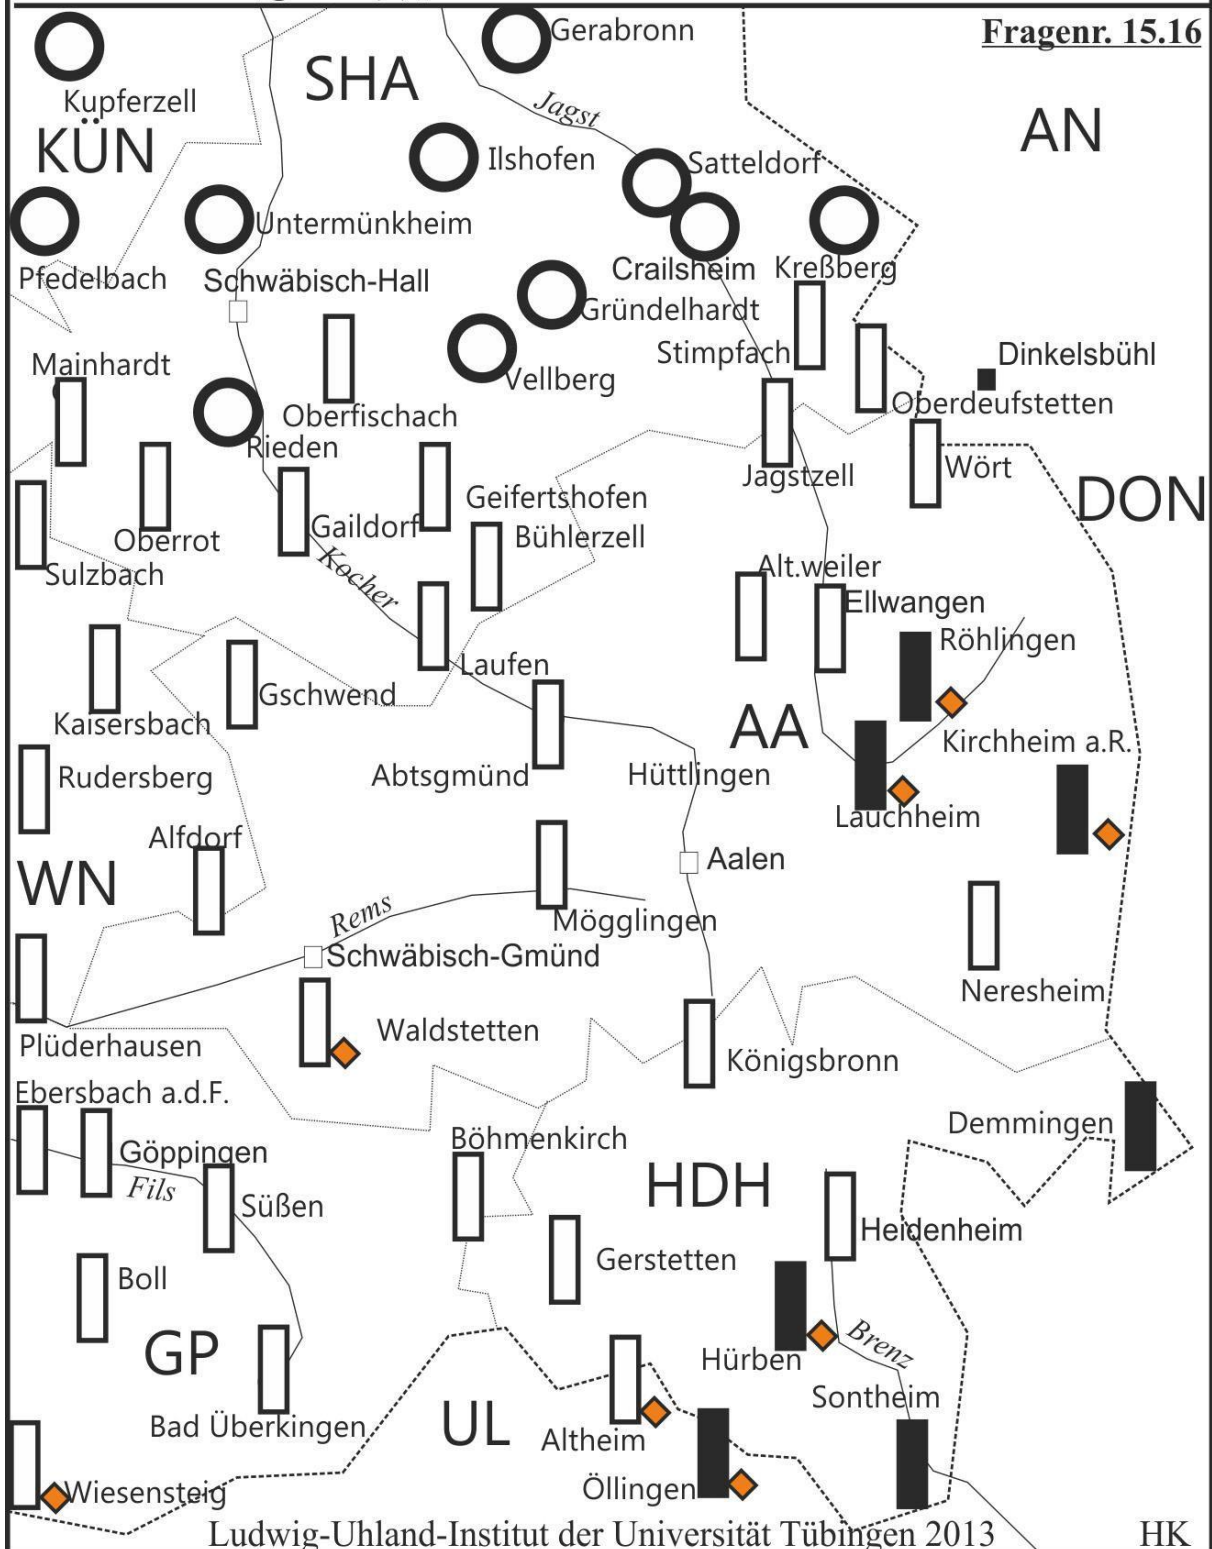 Fragenr. 15.16
Gerabronn
SHA
Kupferzell
Jagst
AN
KÜN
Ilshofen
Satteldorf
Untermünkheim
Pfedelbach
Schwäbisch-Hall
Crailsheim
Kreßberg
Gründelhardt
Stimpfach
Dinkelsbühl
Mainhardt
Vellberg
Oberdeufstetten
Oberfischach
Rieden
Wört
Jagstzell
Geifertshofen
DON
Gaildorf
Bühlerzell
Oberrot
Sulzbach
Kocher
Alt.weiler
Ellwangen
Röhlingen
Laufen
Gschwend
Kaisersbach
AA
Kirchheim a.R.
Rudersberg
Abtsgmünd
Hüttlingen
Lauchheim
Alfdorf
Aalen
WN
Rems
Mögglingen
Schwäbisch-Gmünd
Neresheim
Waldstetten
Plüderhausen
Königsbronn
Ebersbach a.d.F.
Demmingen
Böhmenkirch
Göppingen
Fils
HDH
Süßen
Heidenheim
Gerstetten
Boll
GP
Brenz
Hürben
Sontheim
UL
Bad Überkingen
Altheim
Öllingen
Wiesensteig
Ludwig-Uhland-Institut der Universität Tübingen 2013
HK